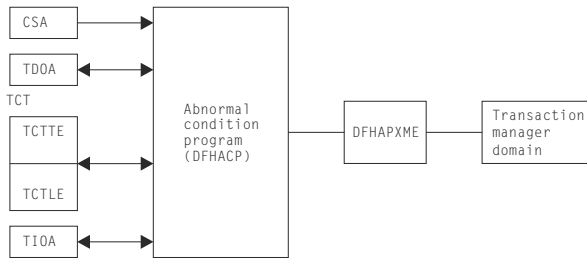 CSA
TDOA
TCT
TCTTE
TCTLE
TIOA
Abnormal
condition
program
(DFHACP)
DFHAPXME
Transaction
manager
domain